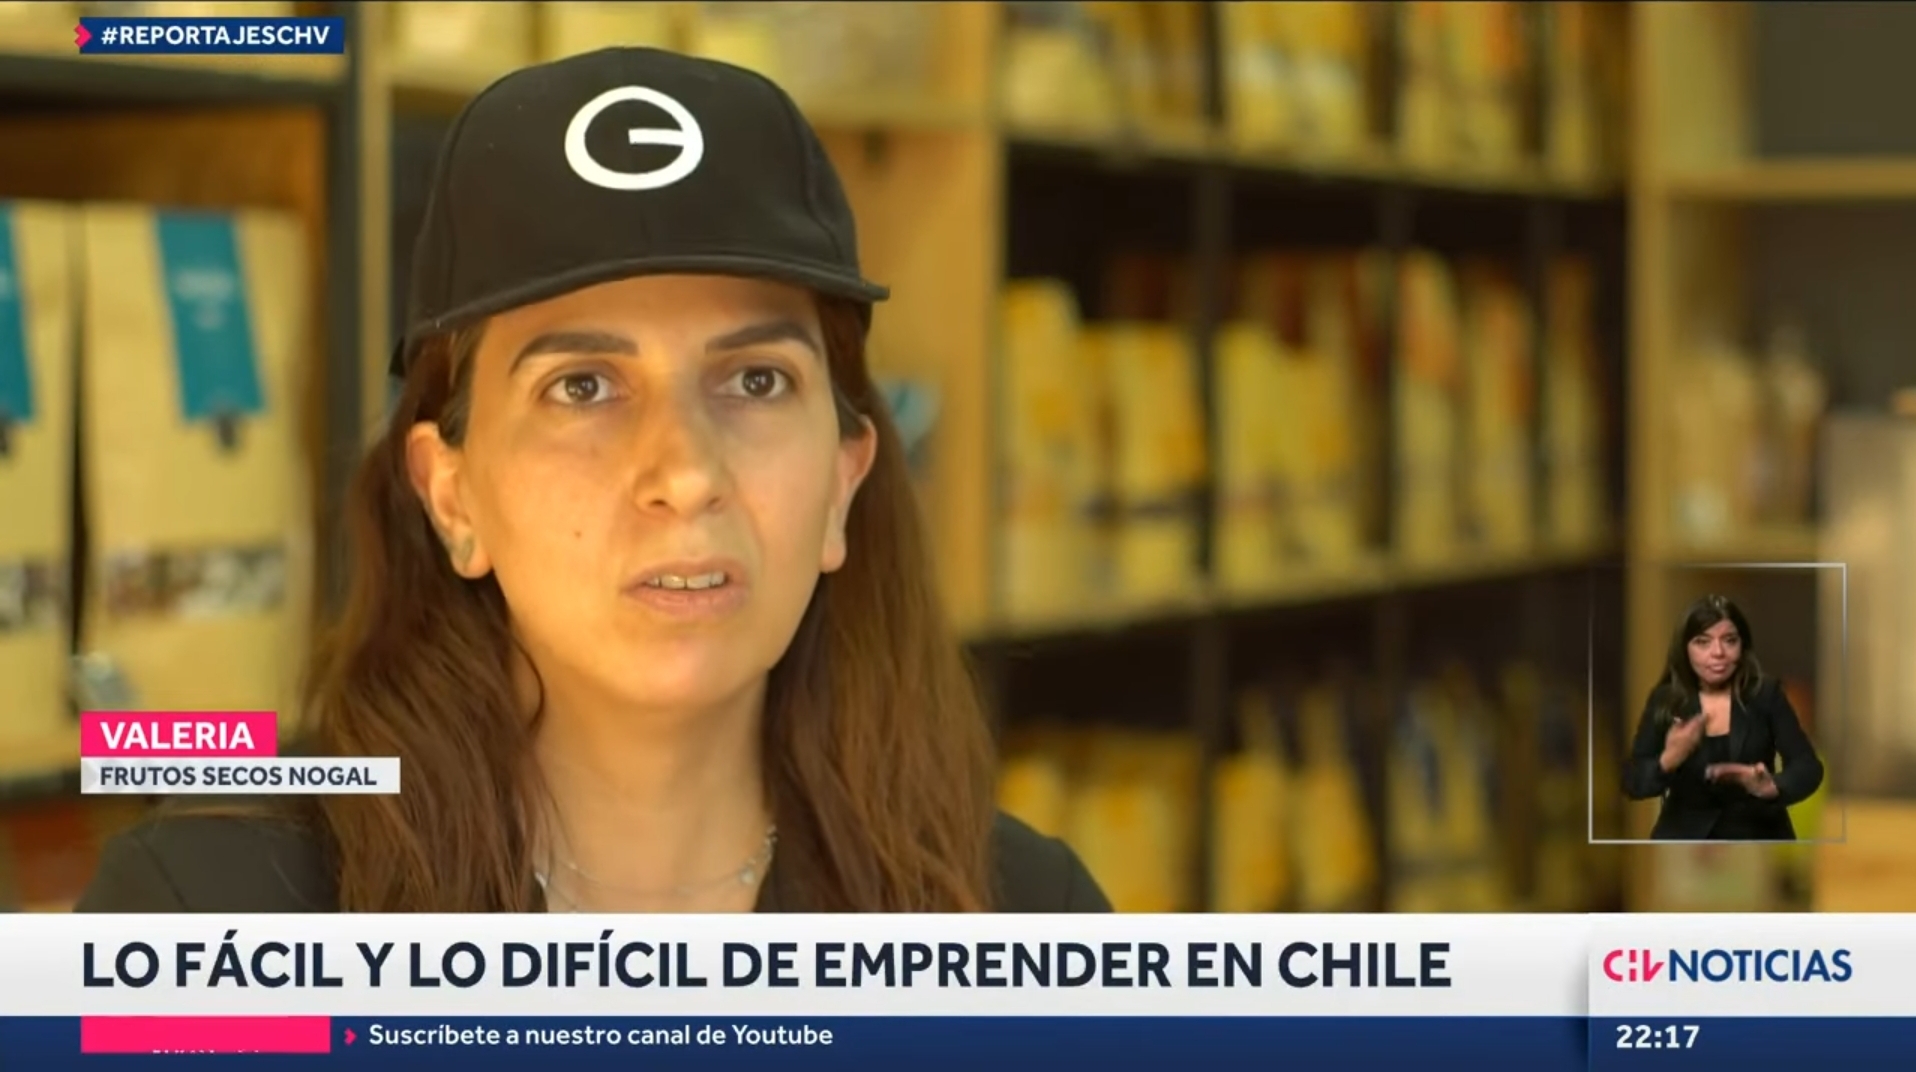 #REPORTAJESCHV
VALERIA
FRUTOS SECOS NOGAL
LO FÁCIL Y LO DIFÍCIL DE EMPRENDER EN CHILE
CHV NOTICIAS
Suscríbete a nuestro canal de Youtube
22:17